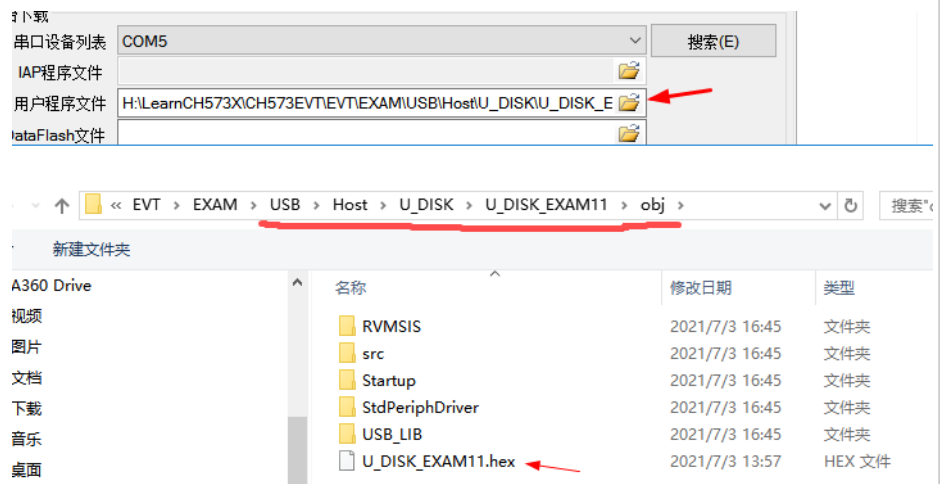 下载
串口设备列表 COM5 搜索(E)
IAP程序文件
用户程序文件 H:\LearnCH573X\CH573EVT\EVT\EXAM\USB\Host\U_DISK\U_DISK_E
DataFlash文件
« EVT › EXAM › USB › Host › U_DISK › U_DISK_EXAM11 › obj › 搜索"o
新建文件夹
A360 Drive
视频
图片
文档
下载
音乐
桌面
名称 修改日期 类型
RVMSIS 2021/7/3 16:45 文件夹
src 2021/7/3 16:45 文件夹
Startup 2021/7/3 16:45 文件夹
StdPeriphDriver 2021/7/3 16:45 文件夹
USB_LIB 2021/7/3 16:45 文件夹
U_DISK_EXAM11.hex 2021/7/3 13:57 HEX 文件